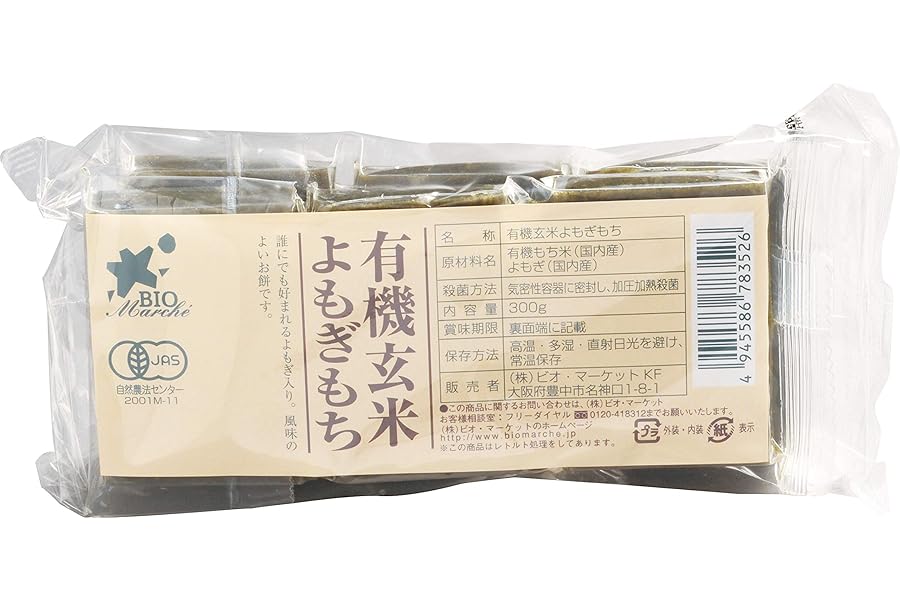 BIO
Marché
JAS
自然農法センター
2001M-11
有機玄米
よもぎもち
誰にでも好まれるよもぎ入り。風味の
よいお餅です。
名 称 有機玄米よもぎもち
原材料名 有機もち米(国内産)
よもぎ(国内産)
殺菌方法 気密性容器に密封し、加圧加熱殺菌
内 容 量 300g
賞味期限 裏面端に記載
保存方法 高温・多湿・直射日光を避け、
常温保存
販 売 者 (株)ビオ・マーケット KF
大阪府豊中市名神口1-8-1
●この商品に関するお問い合せは、(株)ビオ・マーケット
お客様相談室:フリーダイヤル 0120-418312までお願いいたします。
(株)ビオ・マーケットのホームページ
http://www.biomarche.jp
※この商品はレトルト処理をしてあります。
プラ 外装・内装 紙 表示
4 945586 783526